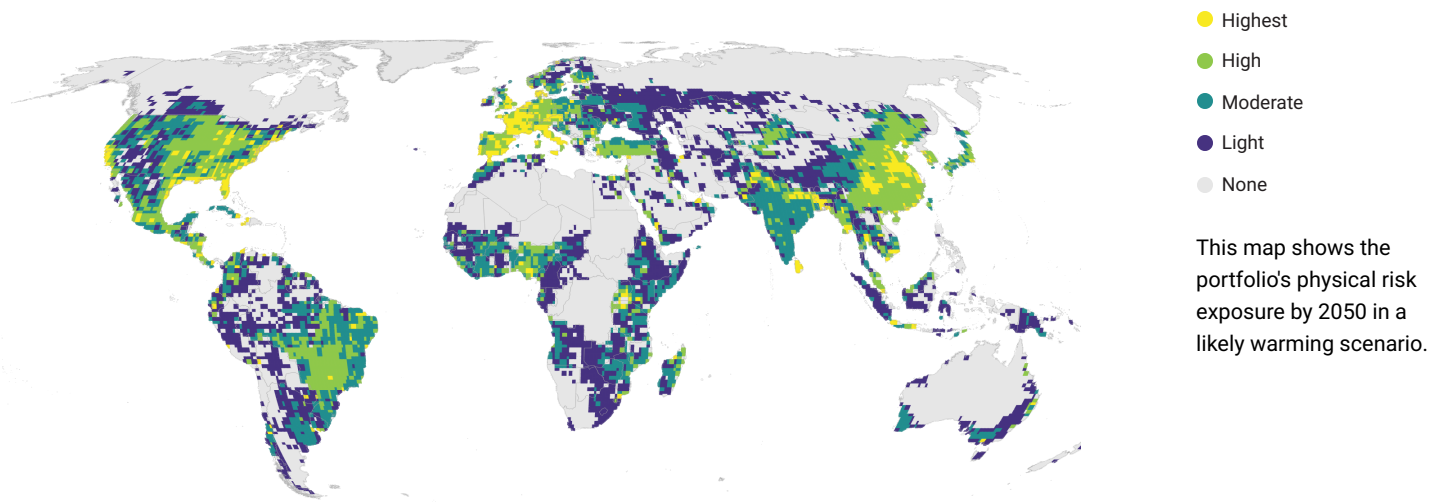 Highest
High
Moderate
Light
None
This map shows the
portfolio's physical risk
exposure by 2050 in a
likely warming scenario.